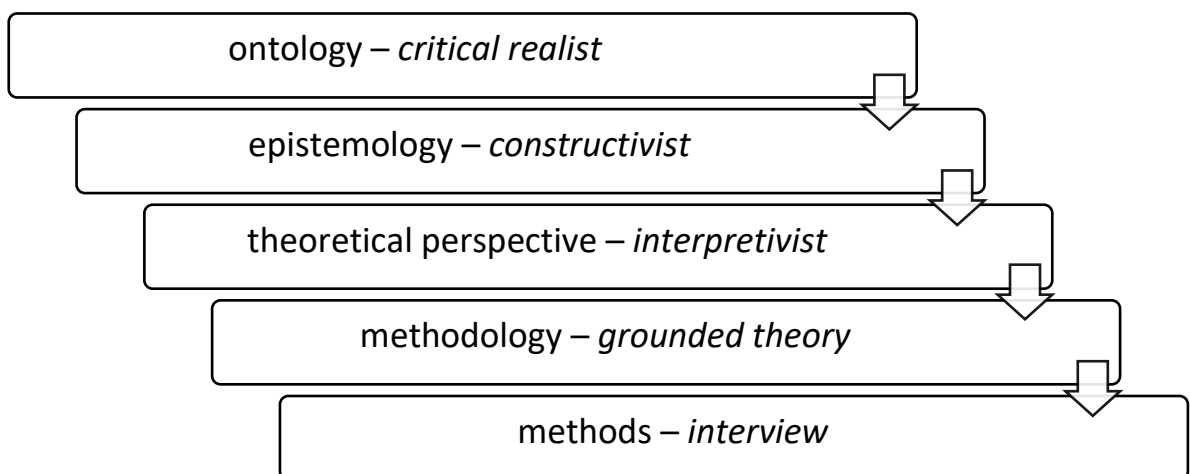 ontology – critical realist
epistemology – constructivist
theoretical perspective – interpretivist
methodology – grounded theory
methods – interview